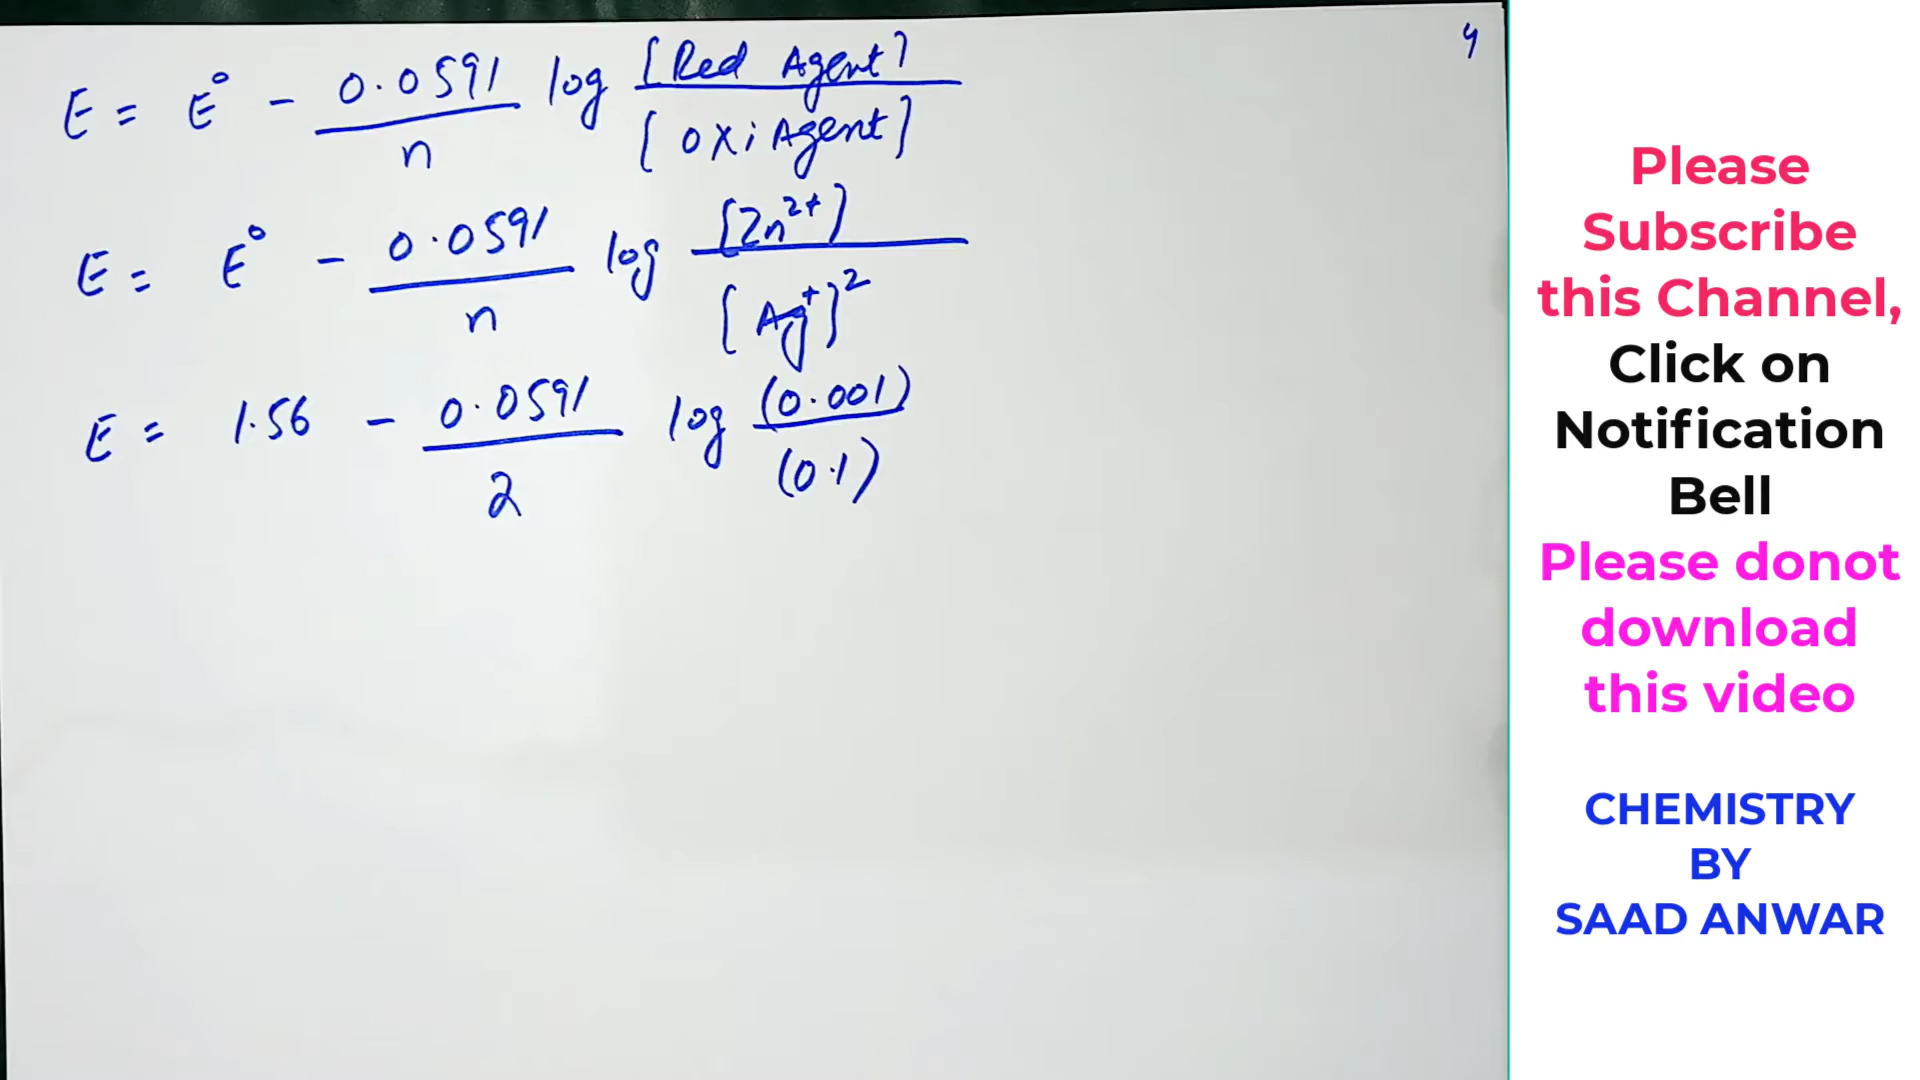 E = E° - 0.0591/n log [Red Agent]/[OXi Agent]
E = E° - 0.0591/n log [Zn²⁺]/[Ag⁺]²
E = 1.56 - 0.0591/2 log (0.001)/(0.1)
Please
Subscribe
this Channel,
Click on
Notification
Bell
Please donot
download
this video
CHEMISTRY
BY
SAAD ANWAR